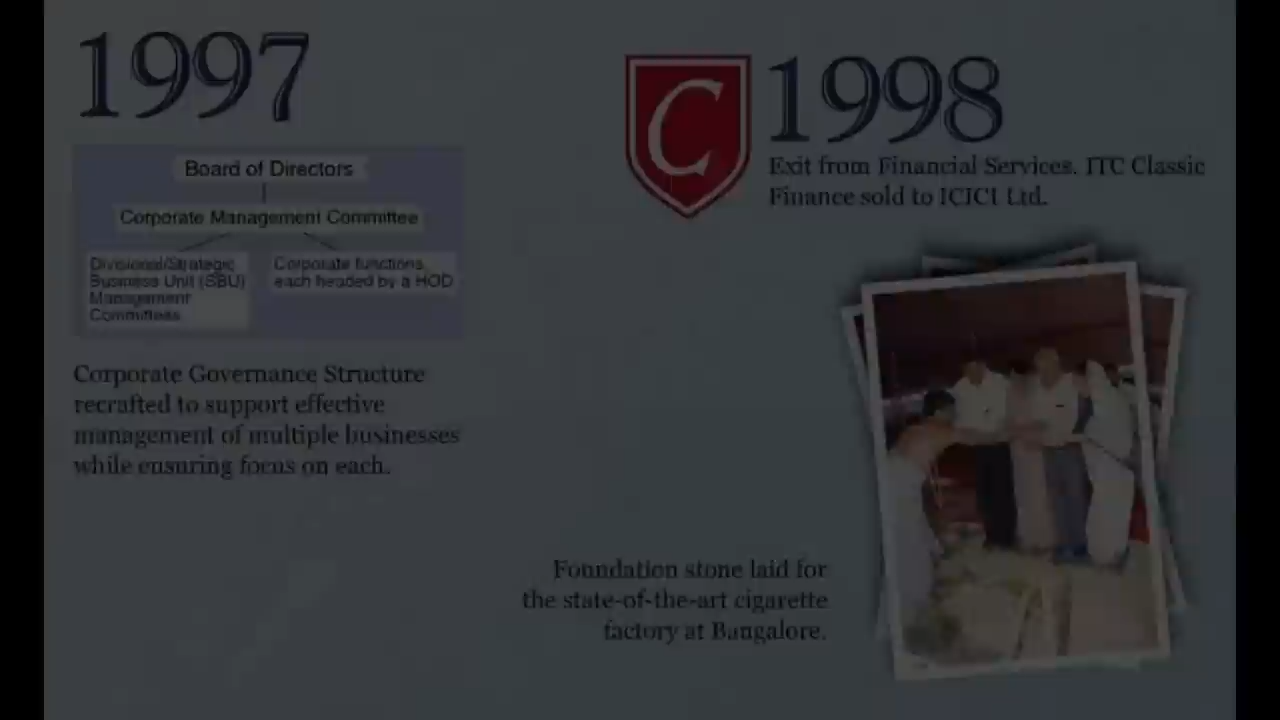 1997
Board of Directors
Corporate Management Committee
Divisional/Strategic
Business Unit (SBU)
Management
Committees
Corporate functions
each headed by a HOD
Corporate Governance Structure
recrafted to support effective
management of multiple businesses
while ensuring focus on each.
C
1998
Exit from Financial Services. ITC Classic
Finance sold to ICICI Ltd.
Foundation stone laid for
the state-of-the-art cigarette
factory at Bangalore.